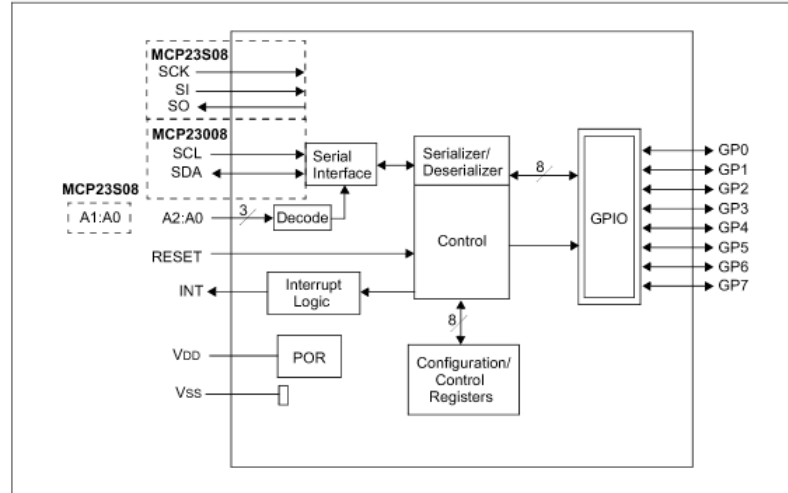 MCP23S08
SCK
SI
SO
MCP23008
SCL
SDA
Serial
Interface
Serializer/
Deserializer
8
GP0
GP1
GP2
GP3
GP4
GP5
GP6
GP7
GPIO
MCP23S08
A1:A0
A2:A0
3
Decode
Control
RESET
INT
Interrupt
Logic
8
VDD
POR
Configuration/
Control
Registers
VSS